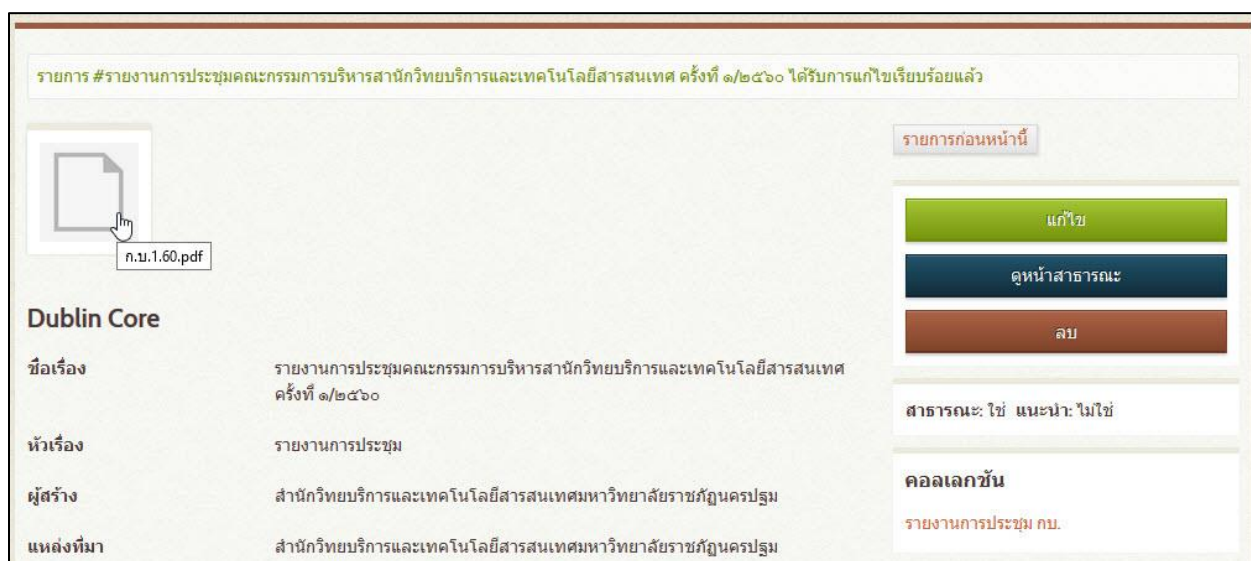 รายการ #รายงานการประชุมคณะกรรมการบริหารสานักวิทยบริการและเทคโนโลยีสารสนเทศ ครั้งที่ ๑/๒๕๖๐ ได้รับการแก้ไขเรียบร้อยแล้ว
รายการก่อนหน้านี้
แก้ไข
ก.บ.1.60.pdf
ดูหน้าสาธารณะ
Dublin Core
ลบ
ชื่อเรื่อง รายงานการประชุมคณะกรรมการบริหารสานักวิทยบริการและเทคโนโลยีสารสนเทศ
ครั้งที่ ๑/๒๕๖๐
สาธารณะ: ใช่ แนะนำ: ไม่ใช่
หัวเรื่อง รายงานการประชุม
คอลเลกชัน
ผู้สร้าง สำนักวิทยบริการและเทคโนโลยีสารสนเทศมหาวิทยาลัยราชภัฏนครปฐม
รายงานการประชุม กบ.
แหล่งที่มา สำนักวิทยบริการและเทคโนโลยีสารสนเทศมหาวิทยาลัยราชภัฏนครปฐม